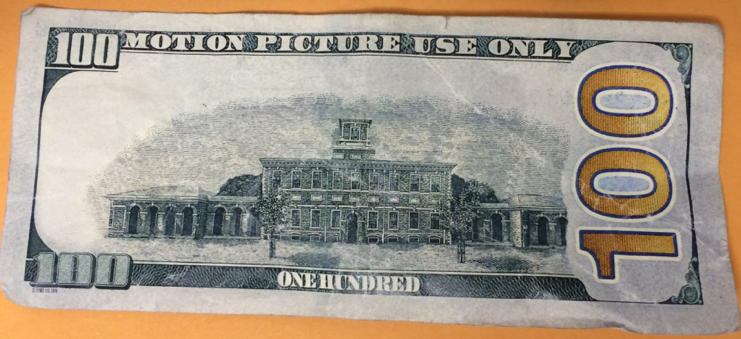 100 MOTION PICTURE USE ONLY
100
100
ONE HUNDRED